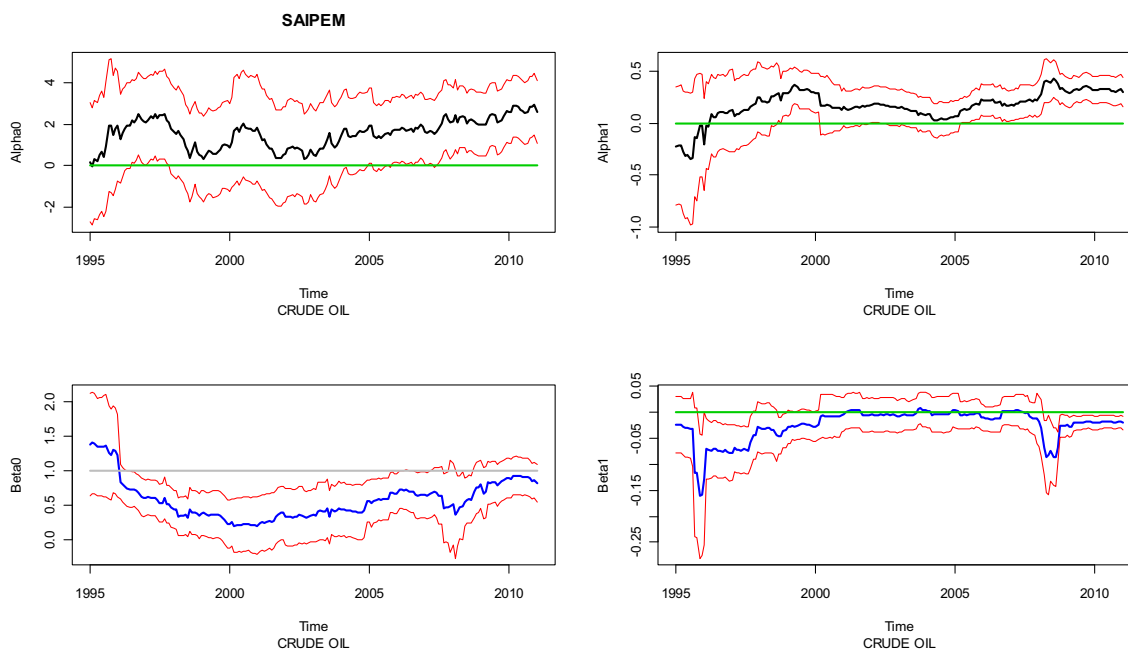 SAIPEM
Alpha0
4
2
0
-2
1995 2000 2005 2010
Time
CRUDE OIL
Alpha1
0.5
0.0
-0.5
-1.0
1995 2000 2005 2010
Time
CRUDE OIL
Beta0
2.0
1.5
1.0
0.5
0.0
1995 2000 2005 2010
Time
CRUDE OIL
Beta1
0.05
-0.05
-0.15
-0.25
1995 2000 2005 2010
Time
CRUDE OIL